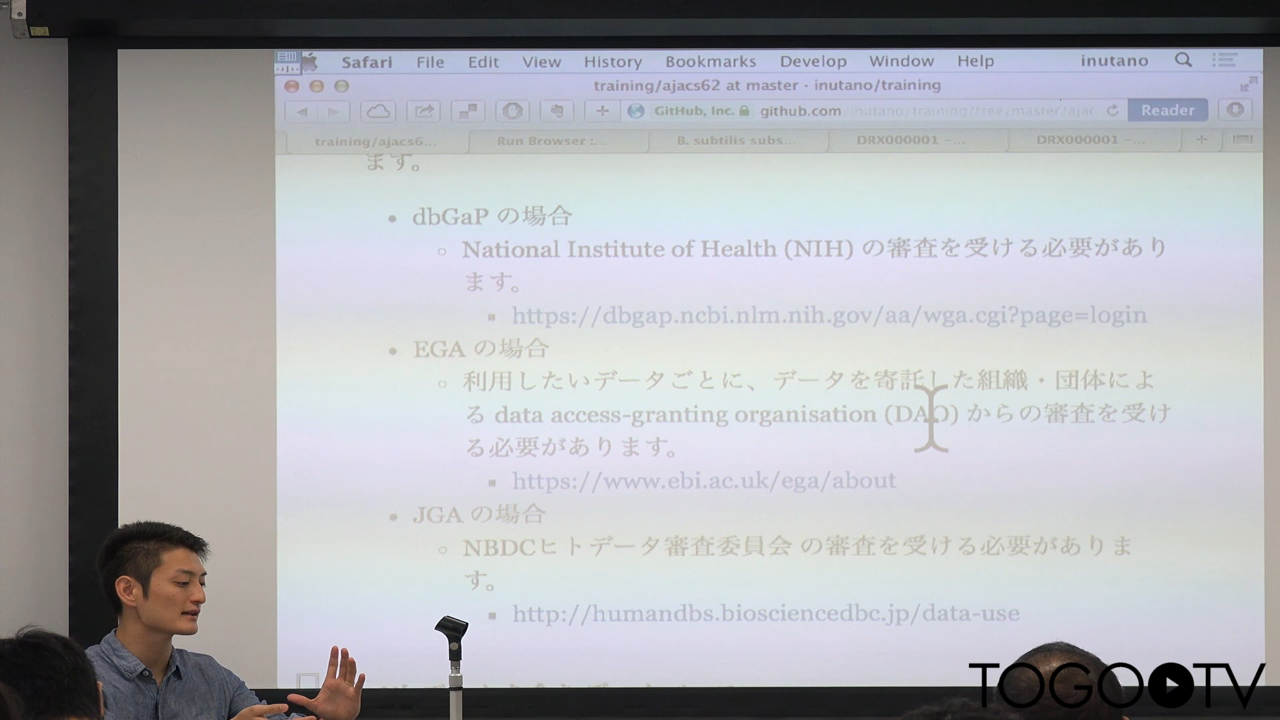 Safari File Edit View History Bookmarks Develop Window Help inutano
training/ajacs62 at master · inutano/training
GitHub, Inc. github.com/inutano/training/tree/master/ajac Reader
training/ajacs6... Run Browser :... B. subtilis subs... DRX000001 –... DRX000001 –...
ます。
• dbGaP の場合
○ National Institute of Health (NIH) の審査を受ける必要があり
ます。
▪ https://dbgap.ncbi.nlm.nih.gov/aa/wga.cgi?page=login
• EGA の場合
○ 利用したいデータごとに、データを寄託した組織・団体によ
る data access-granting organisation (DAO) からの審査を受け
る必要があります。
▪ https://www.ebi.ac.uk/ega/about
• JGA の場合
○ NBDCヒトデータ審査委員会 の審査を受ける必要がありま
す。
▪ http://humandbs.biosciencedbc.jp/data-use
TOGO TV